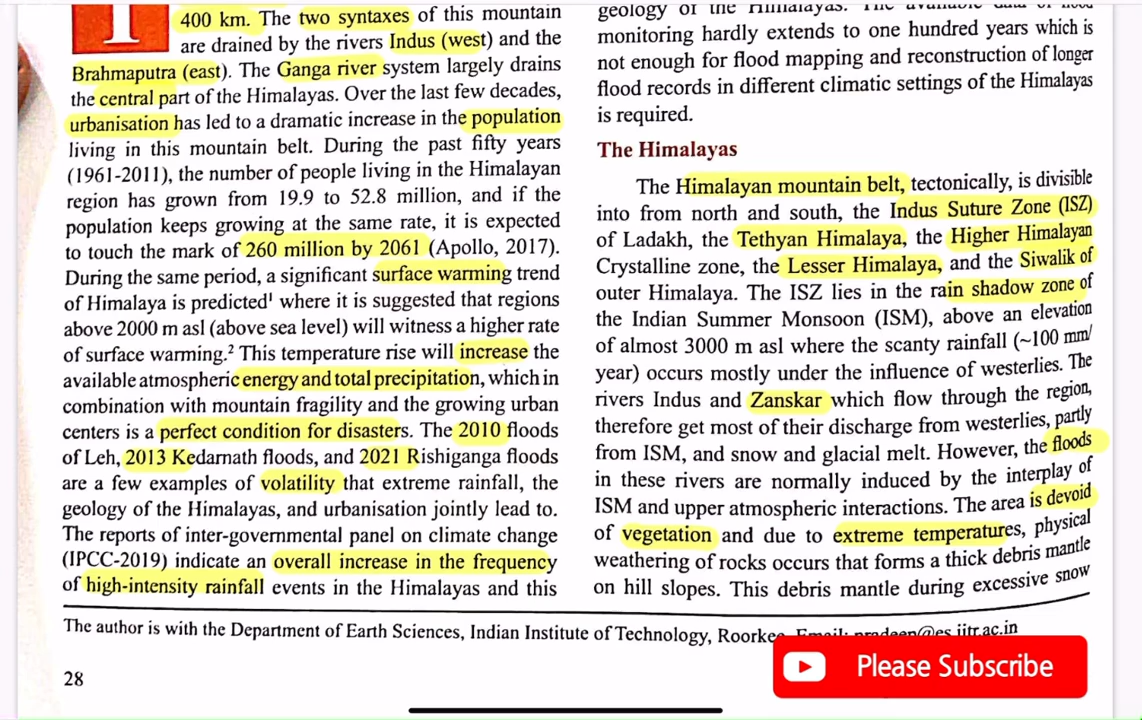 T
400 km. The two syntaxes of this mountain
are drained by the rivers Indus (west) and the
Brahmaputra (east). The Ganga river system largely drains
the central part of the Himalayas. Over the last few decades,
urbanisation has led to a dramatic increase in the population
living in this mountain belt. During the past fifty years
(1961-2011), the number of people living in the Himalayan
region has grown from 19.9 to 52.8 million, and if the
population keeps growing at the same rate, it is expected
to touch the mark of 260 million by 2061 (Apollo, 2017).
During the same period, a significant surface warming trend
of Himalaya is predicted¹ where it is suggested that regions
above 2000 m asl (above sea level) will witness a higher rate
of surface warming.² This temperature rise will increase the
available atmospheric energy and total precipitation, which in
combination with mountain fragility and the growing urban
centers is a perfect condition for disasters. The 2010 floods
of Leh, 2013 Kedarnath floods, and 2021 Rishiganga floods
are a few examples of volatility that extreme rainfall, the
geology of the Himalayas, and urbanisation jointly lead to.
The reports of inter-governmental panel on climate change
(IPCC-2019) indicate an overall increase in the frequency
of high-intensity rainfall events in the Himalayas and this
geology of the Himalayas. The available data of flood
monitoring hardly extends to one hundred years which is
not enough for flood mapping and reconstruction of longer
flood records in different climatic settings of the Himalayas
is required.
The Himalayas
The Himalayan mountain belt, tectonically, is divisible
into from north and south, the Indus Suture Zone (ISZ)
of Ladakh, the Tethyan Himalaya, the Higher Himalayan
Crystalline zone, the Lesser Himalaya, and the Siwalik of
outer Himalaya. The ISZ lies in the rain shadow zone of
the Indian Summer Monsoon (ISM), above an elevation
of almost 3000 m asl where the scanty rainfall (~100 mm/
year) occurs mostly under the influence of westerlies. The
rivers Indus and Zanskar which flow through the region,
therefore get most of their discharge from westerlies, partly
from ISM, and snow and glacial melt. However, the floods
in these rivers are normally induced by the interplay of
ISM and upper atmospheric interactions. The area is devoid
of vegetation and due to extreme temperatures, physical
weathering of rocks occurs that forms a thick debris mantle
on hill slopes. This debris mantle during excessive snow
The author is with the Department of Earth Sciences, Indian Institute of Technology, Roorkee. Email: pradeep@es.iitr.ac.in
28
Please Subscribe